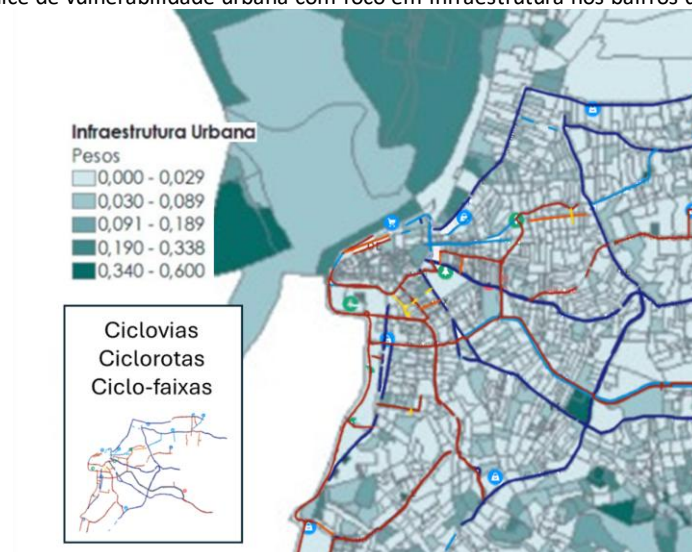 ice de vulnerabilidade urbana com foco em infraestrutura nos bairros d
Infraestrutura Urbana
Pesos
0,000 - 0,029
0,030 - 0,089
0,091 - 0,189
0,190 - 0,338
0,340 - 0,600
Ciclovias
Ciclorotas
Ciclo-faixas